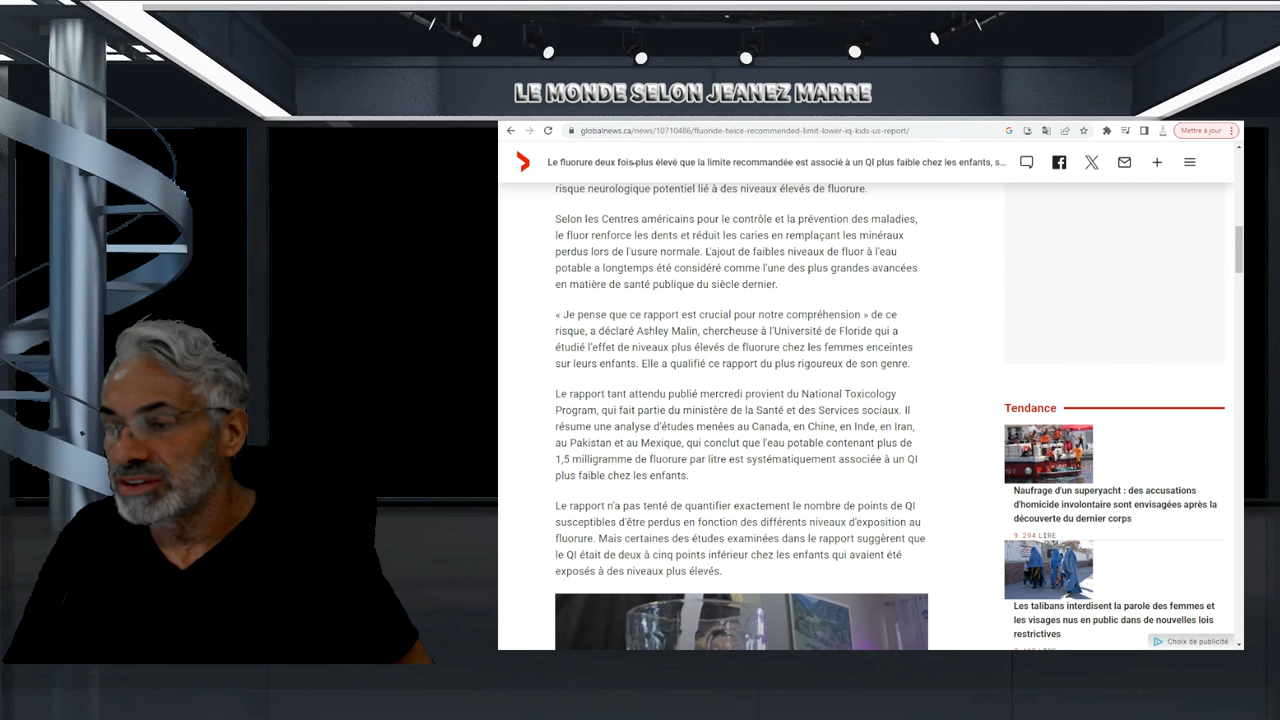 LE MONDE SELON JEANEZ MARRE
globalnews.ca/news/10710486/fluoride-twice-recommended-limit-lower-iq-kids-us-report/
Mettre à jour
Le fluorure deux fois plus élevé que la limite recommandée est associé à un QI plus faible chez les enfants, s...
risque neurologique potentiel lié à des niveaux élevés de fluorure.
Selon les Centres américains pour le contrôle et la prévention des maladies,
le fluor renforce les dents et réduit les caries en remplaçant les minéraux
perdus lors de l'usure normale. L'ajout de faibles niveaux de fluor à l'eau
potable a longtemps été considéré comme l'une des plus grandes avancées
en matière de santé publique du siècle dernier.
« Je pense que ce rapport est crucial pour notre compréhension » de ce
risque, a déclaré Ashley Malin, chercheuse à l'Université de Floride qui a
étudié l'effet de niveaux plus élevés de fluorure chez les femmes enceintes
sur leurs enfants. Elle a qualifié ce rapport du plus rigoureux de son genre.
Le rapport tant attendu publié mercredi provient du National Toxicology
Program, qui fait partie du ministère de la Santé et des Services sociaux. Il
résume une analyse d'études menées au Canada, en Chine, en Inde, en Iran,
au Pakistan et au Mexique, qui conclut que l'eau potable contenant plus de
1,5 milligramme de fluorure par litre est systématiquement associée à un QI
plus faible chez les enfants.
Le rapport n'a pas tenté de quantifier exactement le nombre de points de QI
susceptibles d'être perdus en fonction des différents niveaux d'exposition au
fluorure. Mais certaines des études examinées dans le rapport suggèrent que
le QI était de deux à cinq points inférieur chez les enfants qui avaient été
exposés à des niveaux plus élevés.
Tendance
Naufrage d'un superyacht : des accusations
d'homicide involontaire sont envisagées après la
découverte du dernier corps
9 294 LIRE
Les talibans interdisent la parole des femmes et
les visages nus en public dans de nouvelles lois
restrictives
Choix de publicité